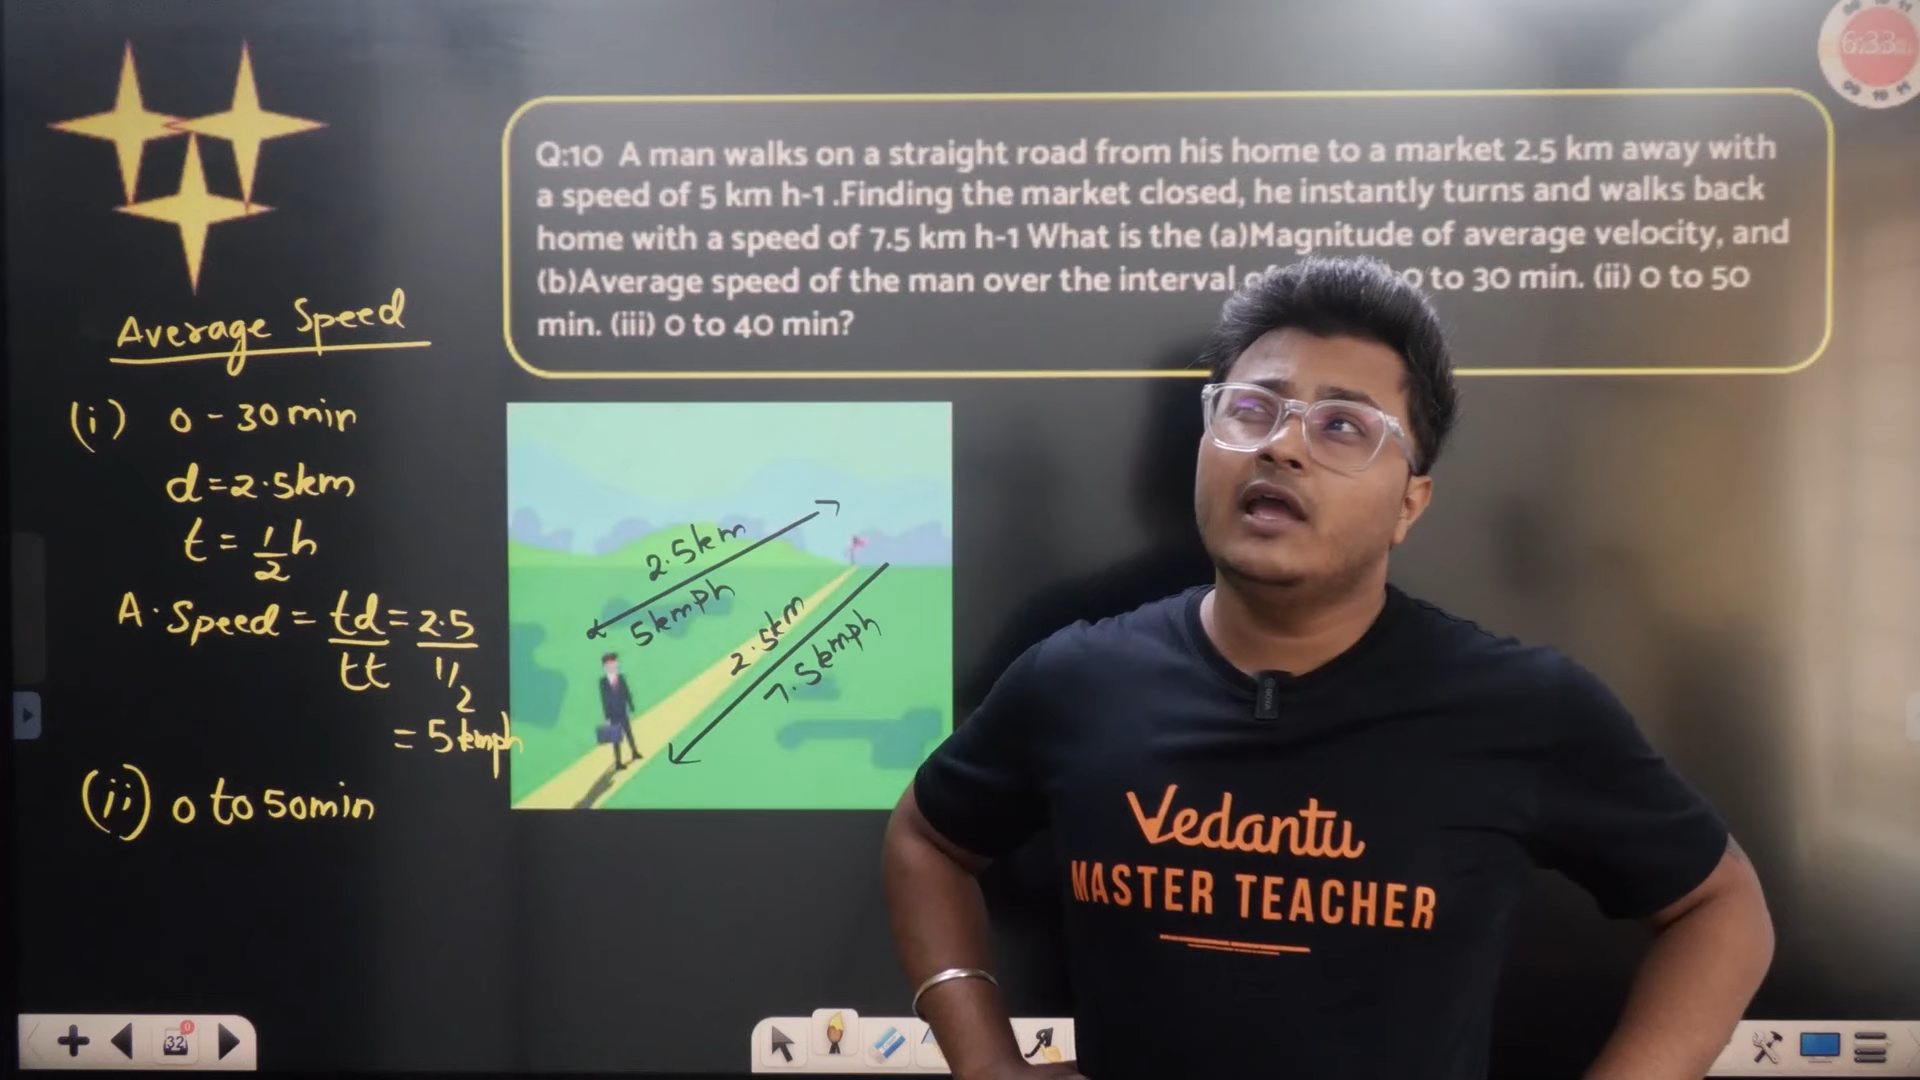 Q:10 A man walks on a straight road from his home to a market 2.5 km away with
a speed of 5 km h-1 .Finding the market closed, he instantly turns and walks back
home with a speed of 7.5 km h-1 What is the (a)Magnitude of average velocity, and
(b)Average speed of the man over the interval to 30 min. (ii) 0 to 50
min. (iii) 0 to 40 min?
Average Speed
(i) 0 - 30min
d=2.5km
t = 1/2 h
A. Speed = td/tt = 2.5/1/2
= 5kmph
(ii) 0 to 50min
2.5km
5kmph
2.5km
7.5kmph
Vedantu
MASTER TEACHER
32
0